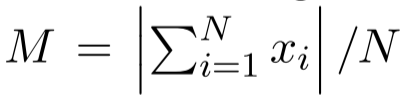 M = |∑_{i=1}^{N} x_i| /N